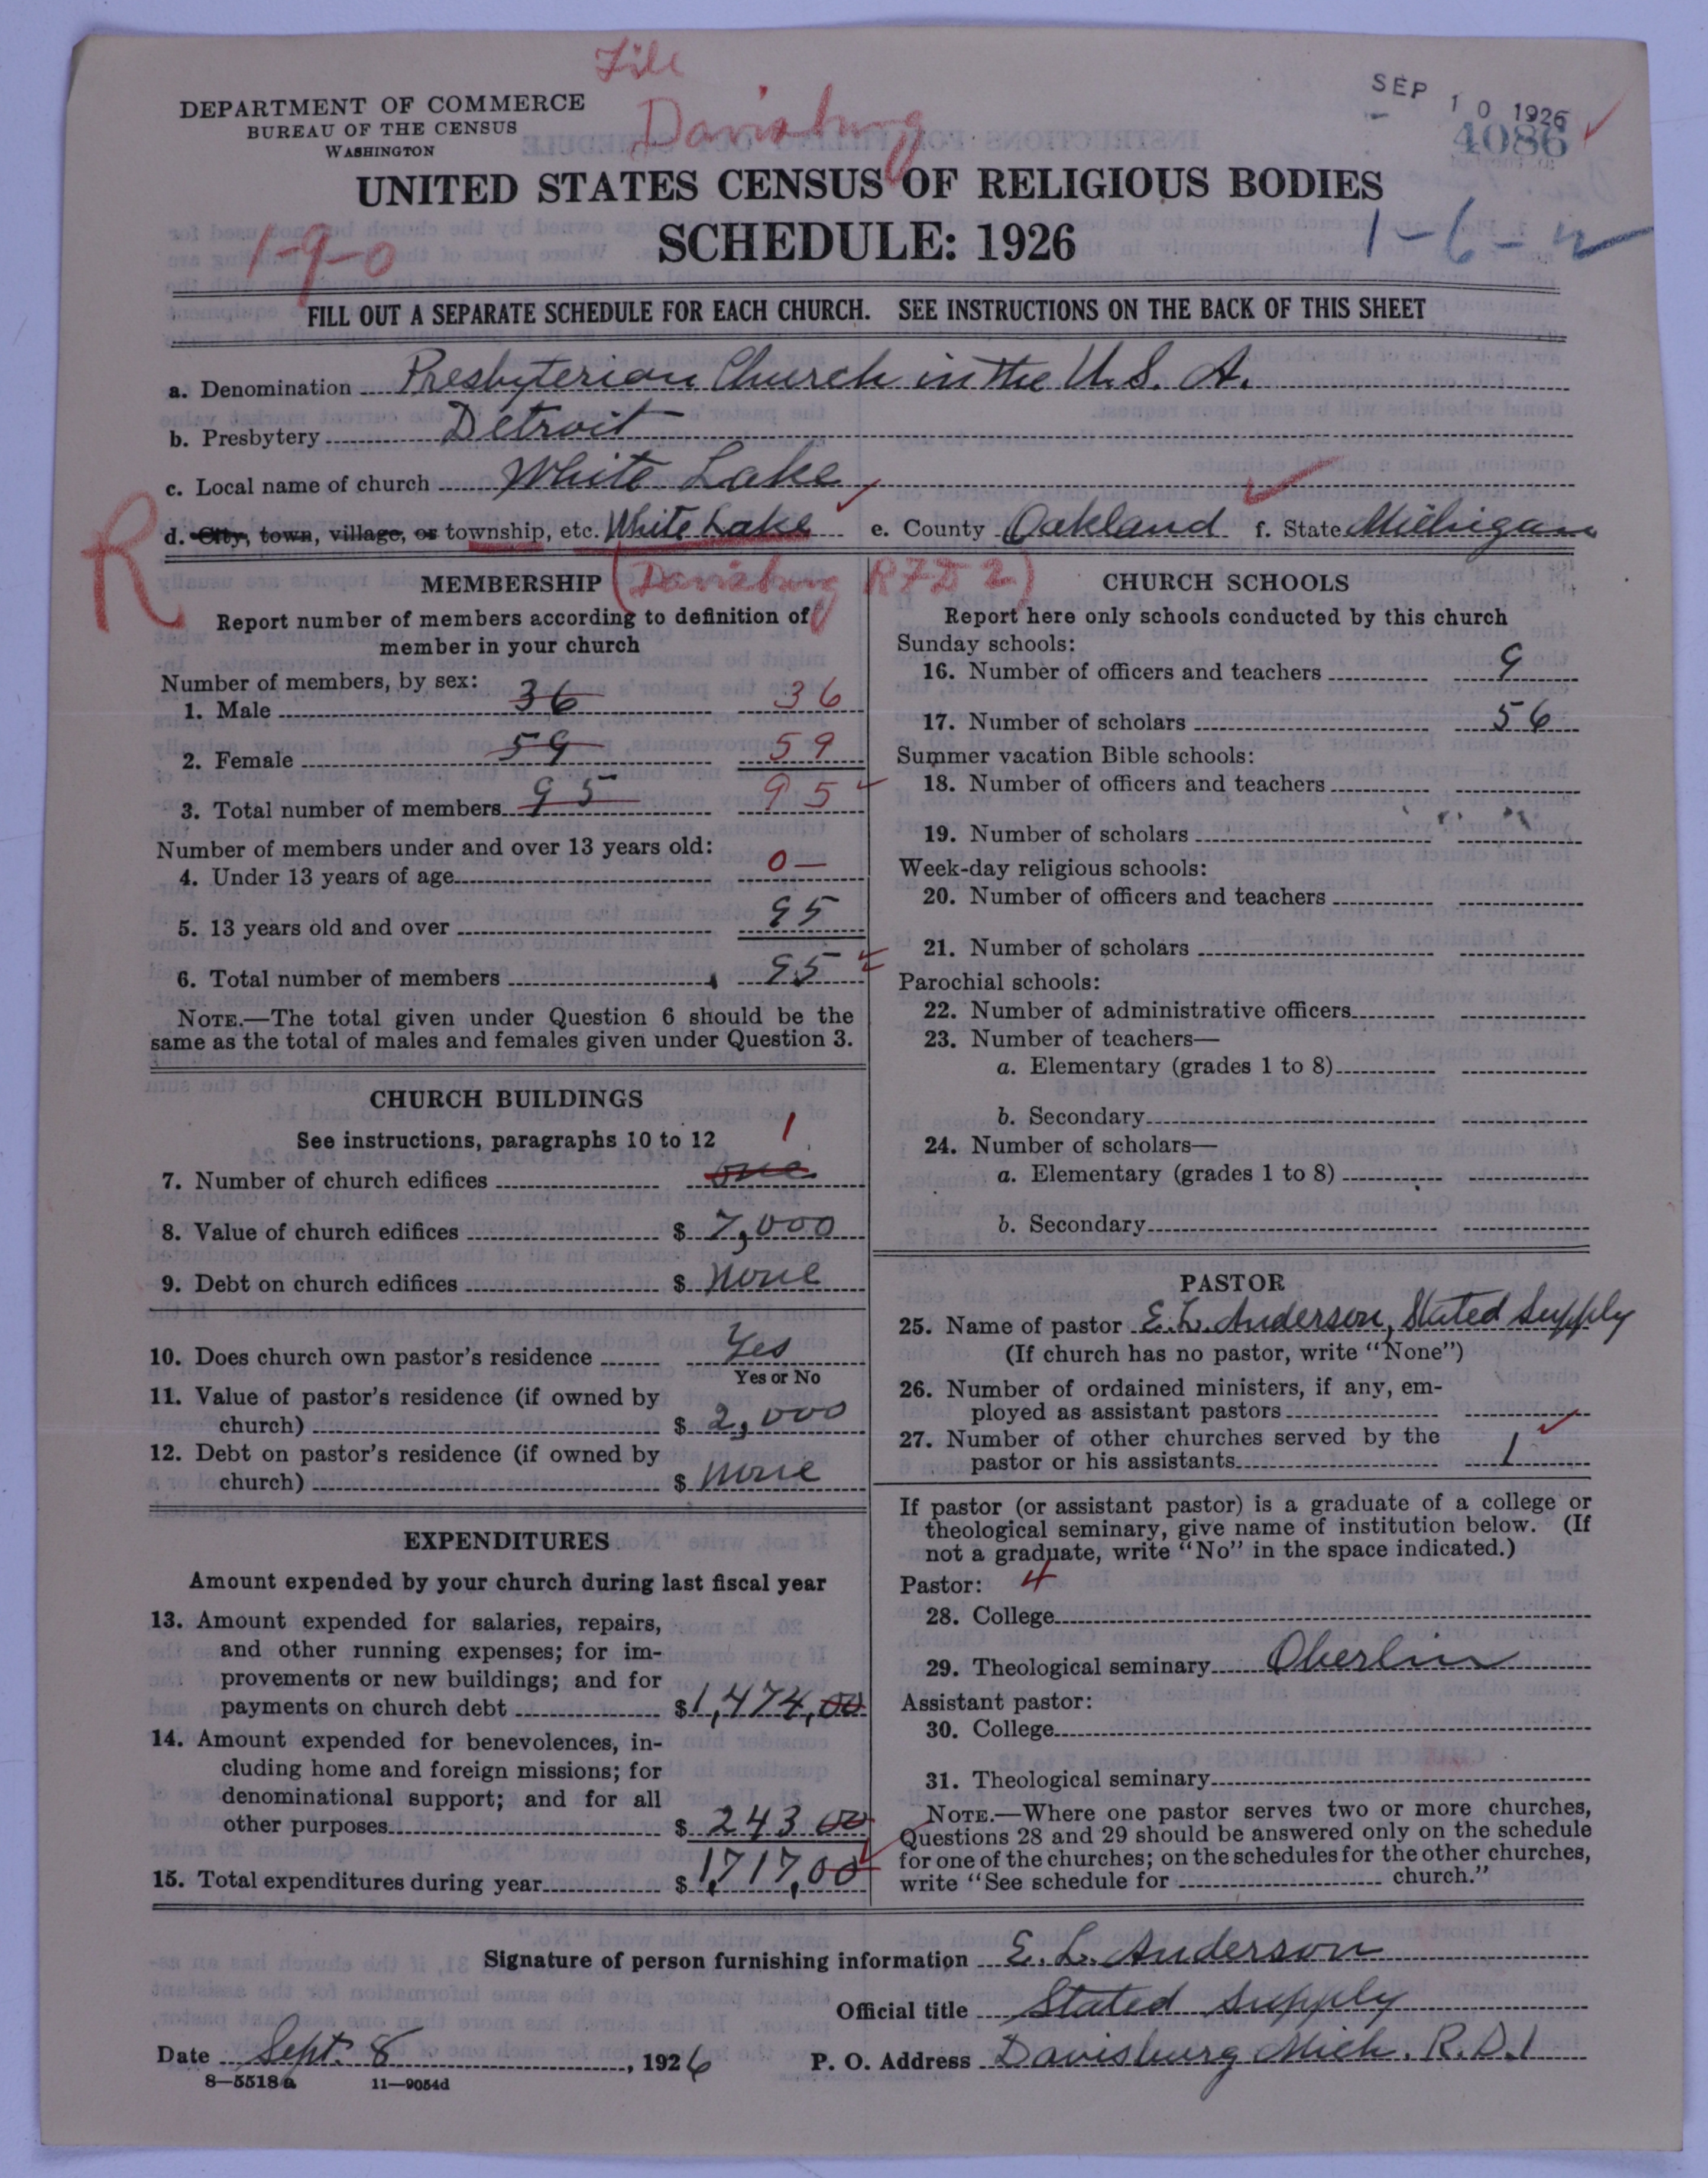 File
Davisburg
SEP 10 1926
4086
DEPARTMENT OF COMMERCE
BUREAU OF THE CENSUS
WASHINGTON
UNITED STATES CENSUS OF RELIGIOUS BODIES
SCHEDULE: 1926
1-9-0
1-6-2
FILL OUT A SEPARATE SCHEDULE FOR EACH CHURCH. SEE INSTRUCTIONS ON THE BACK OF THIS SHEET
a. Denomination Presbyterian Church in the U.S. A.
b. Presbytery Detroit
c. Local name of church White Lake
R
d. City, town, village, or township, etc. White Lake e. County Oakland f. State Michigan
(Davisburg RFD 2)
MEMBERSHIP
Report number of members according to definition of
member in your church
Number of members, by sex:
1. Male 36 36
2. Female 59 59
3. Total number of members 95 95
Number of members under and over 13 years old:
4. Under 13 years of age 0—
5. 13 years old and over 95
6. Total number of members 95
NOTE.—The total given under Question 6 should be the
same as the total of males and females given under Question 3.
CHURCH BUILDINGS
See instructions, paragraphs 10 to 12
1
7. Number of church edifices one
8. Value of church edifices $ 7,000
9. Debt on church edifices $ none
10. Does church own pastor's residence Yes
Yes or No
11. Value of pastor's residence (if owned by
church) $ 2,000
12. Debt on pastor's residence (if owned by
church) $ none
EXPENDITURES
Amount expended by your church during last fiscal year
13. Amount expended for salaries, repairs,
and other running expenses; for im-
provements or new buildings; and for
payments on church debt $ 1,474,00
14. Amount expended for benevolences, in-
cluding home and foreign missions; for
denominational support; and for all
other purposes $ 243 00
15. Total expenditures during year $ 1,717,00
CHURCH SCHOOLS
Report here only schools conducted by this church
Sunday schools:
16. Number of officers and teachers 9
17. Number of scholars 56
Summer vacation Bible schools:
18. Number of officers and teachers
19. Number of scholars
Week-day religious schools:
20. Number of officers and teachers
21. Number of scholars
Parochial schools:
22. Number of administrative officers
23. Number of teachers—
a. Elementary (grades 1 to 8)
b. Secondary
24. Number of scholars—
a. Elementary (grades 1 to 8)
b. Secondary
PASTOR
25. Name of pastor E. L. Anderson, Stated Supply
(If church has no pastor, write "None")
26. Number of ordained ministers, if any, em-
ployed as assistant pastors
27. Number of other churches served by the
pastor or his assistants 1
If pastor (or assistant pastor) is a graduate of a college or
theological seminary, give name of institution below. (If
not a graduate, write "No" in the space indicated.)
Pastor: 4
28. College
29. Theological seminary Oberlin
Assistant pastor:
30. College
31. Theological seminary
NOTE.—Where one pastor serves two or more churches,
Questions 28 and 29 should be answered only on the schedule
for one of the churches; on the schedules for the other churches,
write "See schedule for church."
Signature of person furnishing information E. L. Anderson
Official title Stated Supply
Date Sept. 8, 1926 P. O. Address Davisburg Mich. R.D.1
8—5518a 11—9054d